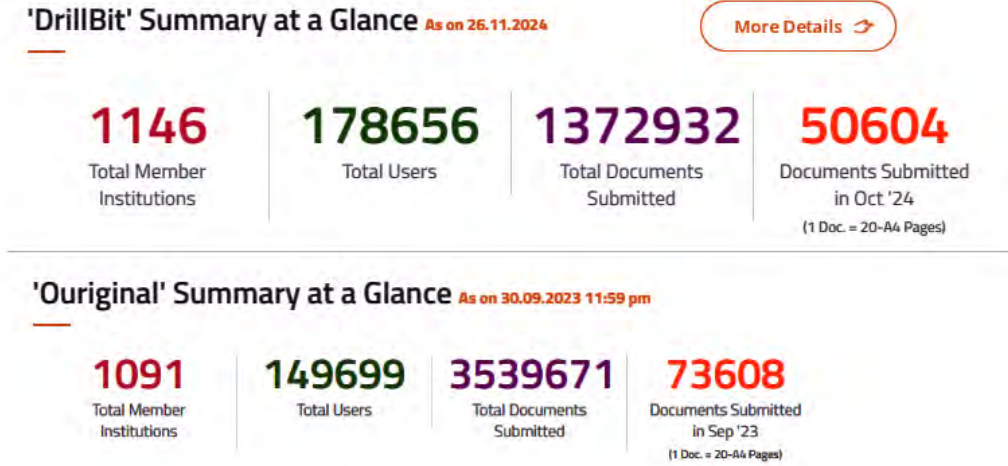 'DrillBit' Summary at a Glance As on 26.11.2024
More Details
1146
Total Member
Institutions
178656
Total Users
1372932
Total Documents
Submitted
50604
Documents Submitted
in Oct '24
(1 Doc. = 20-A4 Pages)
'Ouriginal' Summary at a Glance As on 30.09.2023 11:59 pm
1091
Total Member
Institutions
149699
Total Users
3539671
Total Documents
Submitted
73608
Documents Submitted
in Sep '23
(1 Doc. = 20-A4 Pages)